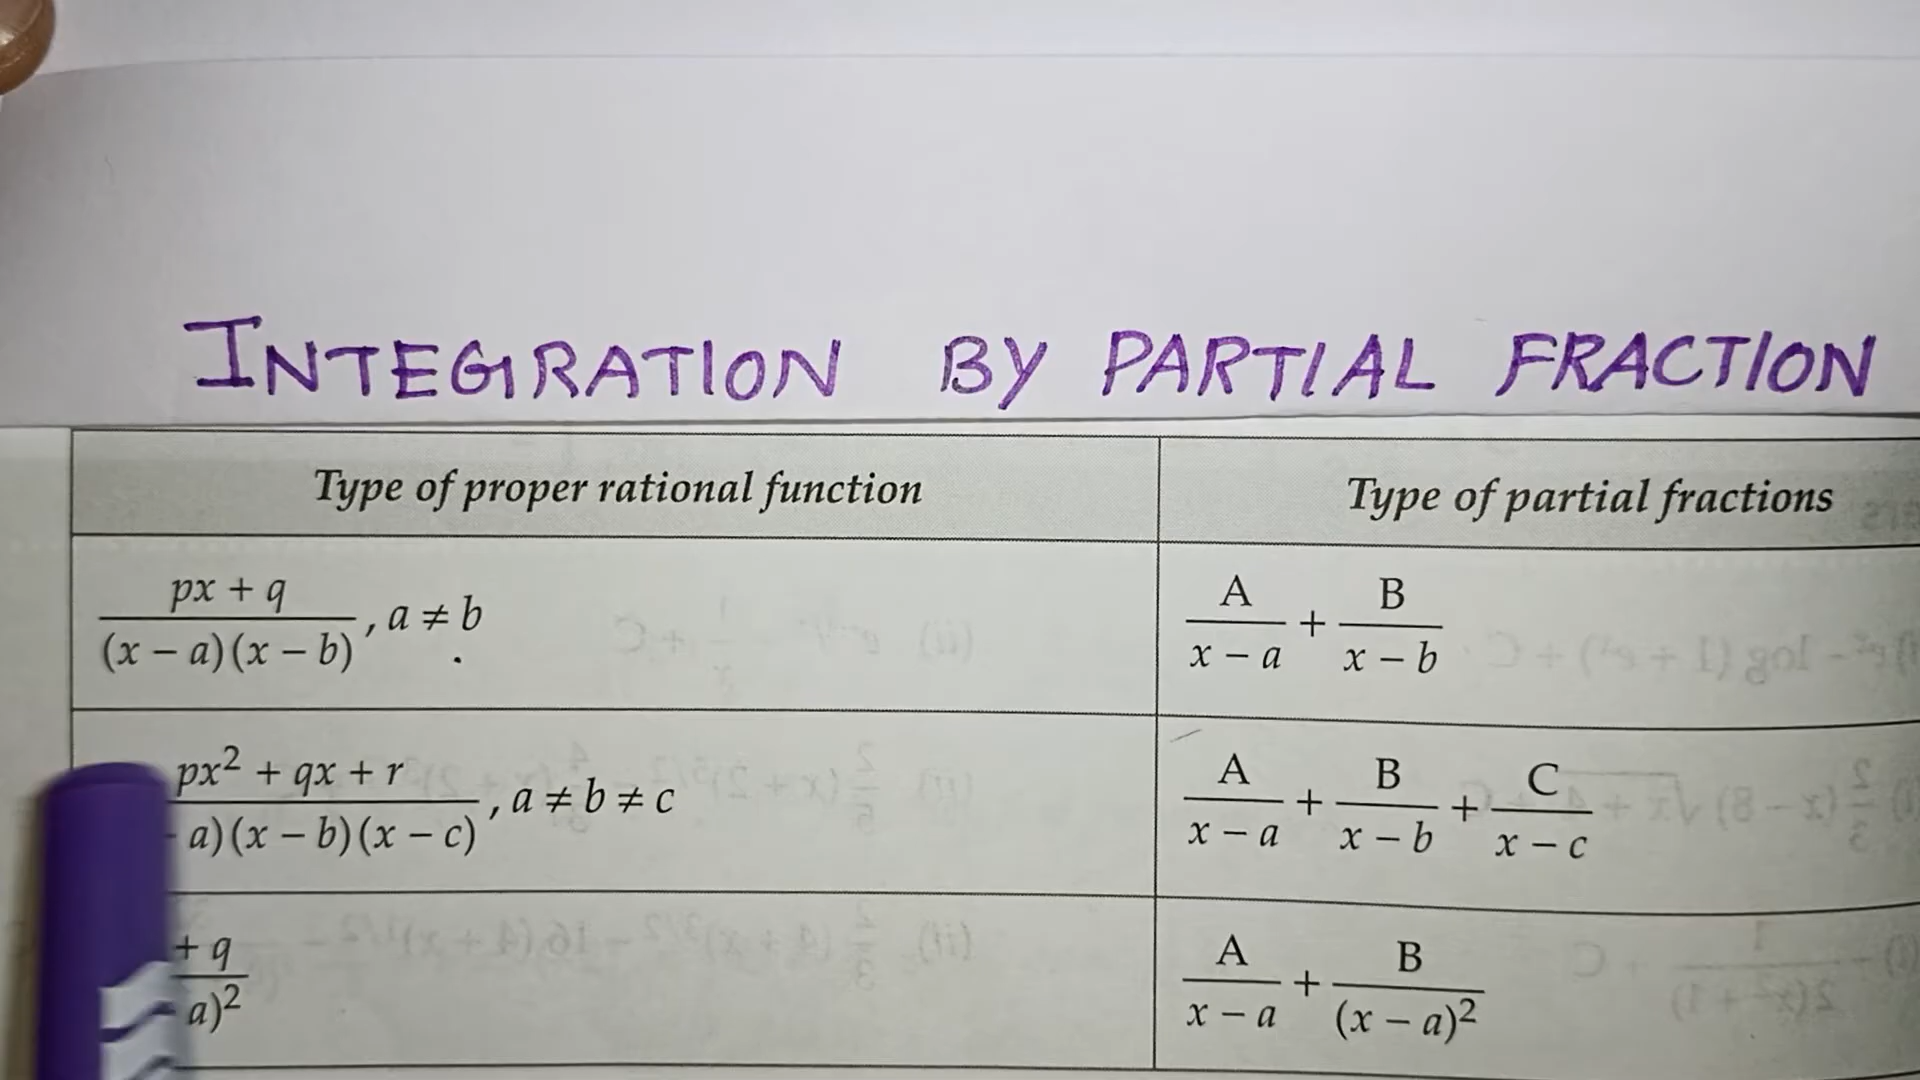 INTEGRATION BY PARTIAL FRACTION
Type of proper rational function	Type of partial fractions
px + q / (x − a)(x − b) , a ≠ b	A / x − a + B / x − b
px² + qx + r / a)(x − b)(x − c) , a ≠ b ≠ c	A / x − a + B / x − b + C / x − c
+ q / a)²	A / x − a + B / (x − a)²